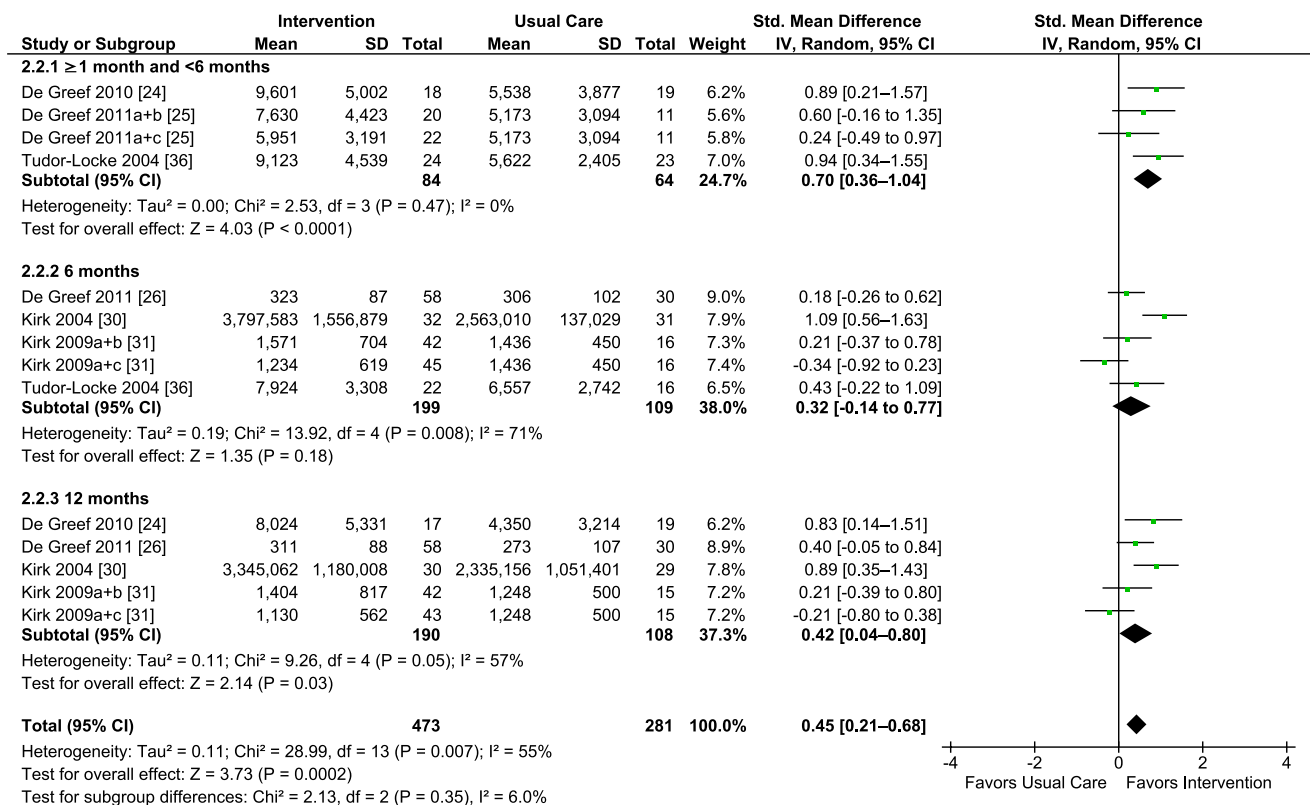 Intervention Usual Care Std. Mean Difference Std. Mean Difference
Study or Subgroup Mean SD Total Mean SD Total Weight IV, Random, 95% CI IV, Random, 95% CI
2.2.1 ≥1 month and <6 months
De Greef 2010 [24] 9,601 5,002 18 5,538 3,877 19 6.2% 0.89 [0.21–1.57]
De Greef 2011a+b [25] 7,630 4,423 20 5,173 3,094 11 5.6% 0.60 [-0.16 to 1.35]
De Greef 2011a+c [25] 5,951 3,191 22 5,173 3,094 11 5.8% 0.24 [-0.49 to 0.97]
Tudor-Locke 2004 [36] 9,123 4,539 24 5,622 2,405 23 7.0% 0.94 [0.34–1.55]
Subtotal (95% CI) 84 64 24.7% 0.70 [0.36–1.04]
Heterogeneity: Tau² = 0.00; Chi² = 2.53, df = 3 (P = 0.47); I² = 0%
Test for overall effect: Z = 4.03 (P < 0.0001)
2.2.2 6 months
De Greef 2011 [26] 323 87 58 306 102 30 9.0% 0.18 [-0.26 to 0.62]
Kirk 2004 [30] 3,797,583 1,556,879 32 2,563,010 137,029 31 7.9% 1.09 [0.56–1.63]
Kirk 2009a+b [31] 1,571 704 42 1,436 450 16 7.3% 0.21 [-0.37 to 0.78]
Kirk 2009a+c [31] 1,234 619 45 1,436 450 16 7.4% -0.34 [-0.92 to 0.23]
Tudor-Locke 2004 [36] 7,924 3,308 22 6,557 2,742 16 6.5% 0.43 [-0.22 to 1.09]
Subtotal (95% CI) 199 109 38.0% 0.32 [-0.14 to 0.77]
Heterogeneity: Tau² = 0.19; Chi² = 13.92, df = 4 (P = 0.008); I² = 71%
Test for overall effect: Z = 1.35 (P = 0.18)
2.2.3 12 months
De Greef 2010 [24] 8,024 5,331 17 4,350 3,214 19 6.2% 0.83 [0.14–1.51]
De Greef 2011 [26] 311 88 58 273 107 30 8.9% 0.40 [-0.05 to 0.84]
Kirk 2004 [30] 3,345,062 1,180,008 30 2,335,156 1,051,401 29 7.8% 0.89 [0.35–1.43]
Kirk 2009a+b [31] 1,404 817 42 1,248 500 15 7.2% 0.21 [-0.39 to 0.80]
Kirk 2009a+c [31] 1,130 562 43 1,248 500 15 7.2% -0.21 [-0.80 to 0.38]
Subtotal (95% CI) 190 108 37.3% 0.42 [0.04–0.80]
Heterogeneity: Tau² = 0.11; Chi² = 9.26, df = 4 (P = 0.05); I² = 57%
Test for overall effect: Z = 2.14 (P = 0.03)
Total (95% CI) 473 281 100.0% 0.45 [0.21–0.68]
Heterogeneity: Tau² = 0.11; Chi² = 28.99, df = 13 (P = 0.007); I² = 55%
Test for overall effect: Z = 3.73 (P = 0.0002)
Test for subgroup differences: Chi² = 2.13, df = 2 (P = 0.35), I² = 6.0%
-4 -2 0 2 4
Favors Usual Care Favors Intervention